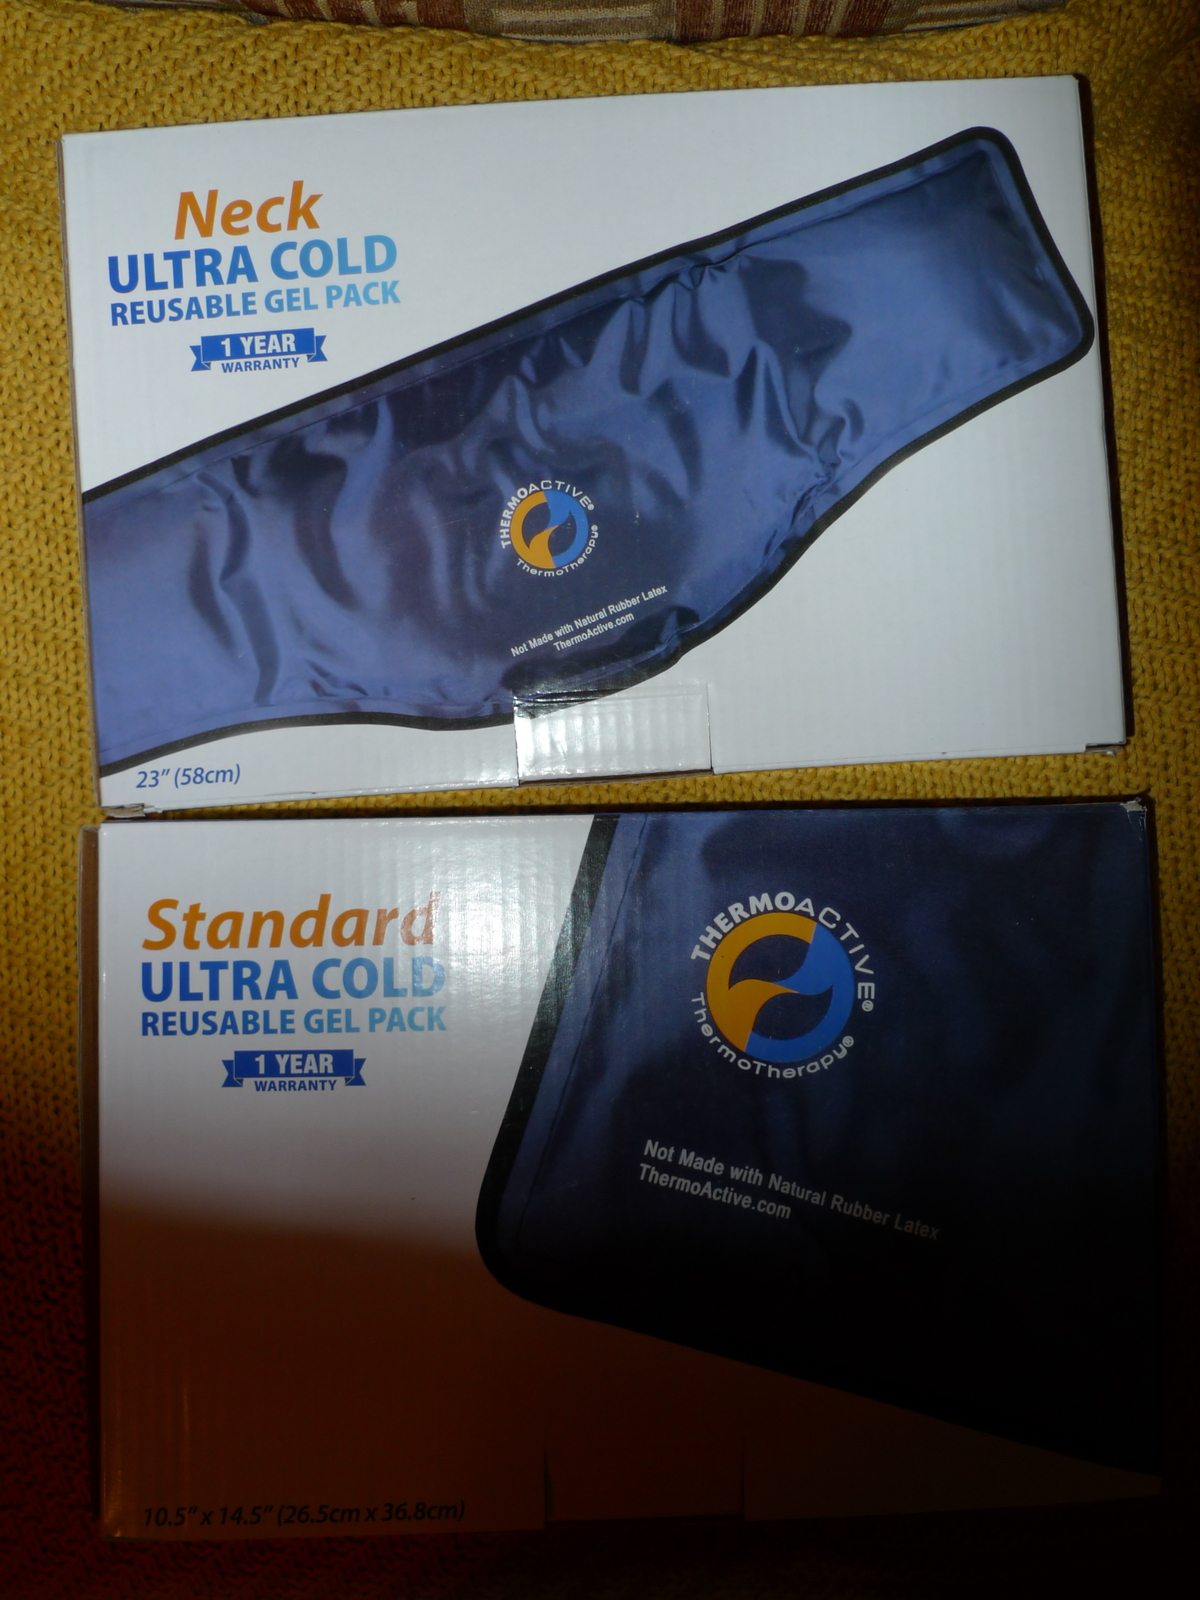 Neck
ULTRA COLD
REUSABLE GEL PACK
1 YEAR
WARRANTY
THERMOACTIVE®
ThermoTherapy®
Not Made with Natural Rubber Latex
ThermoActive.com
23” (58cm)
Standard
ULTRA COLD
REUSABLE GEL PACK
1 YEAR
WARRANTY
THERMOACTIVE®
ThermoTherapy®
Not Made with Natural Rubber Latex
ThermoActive.com
10.5” x 14.5” (26.5cm x 36.8cm)